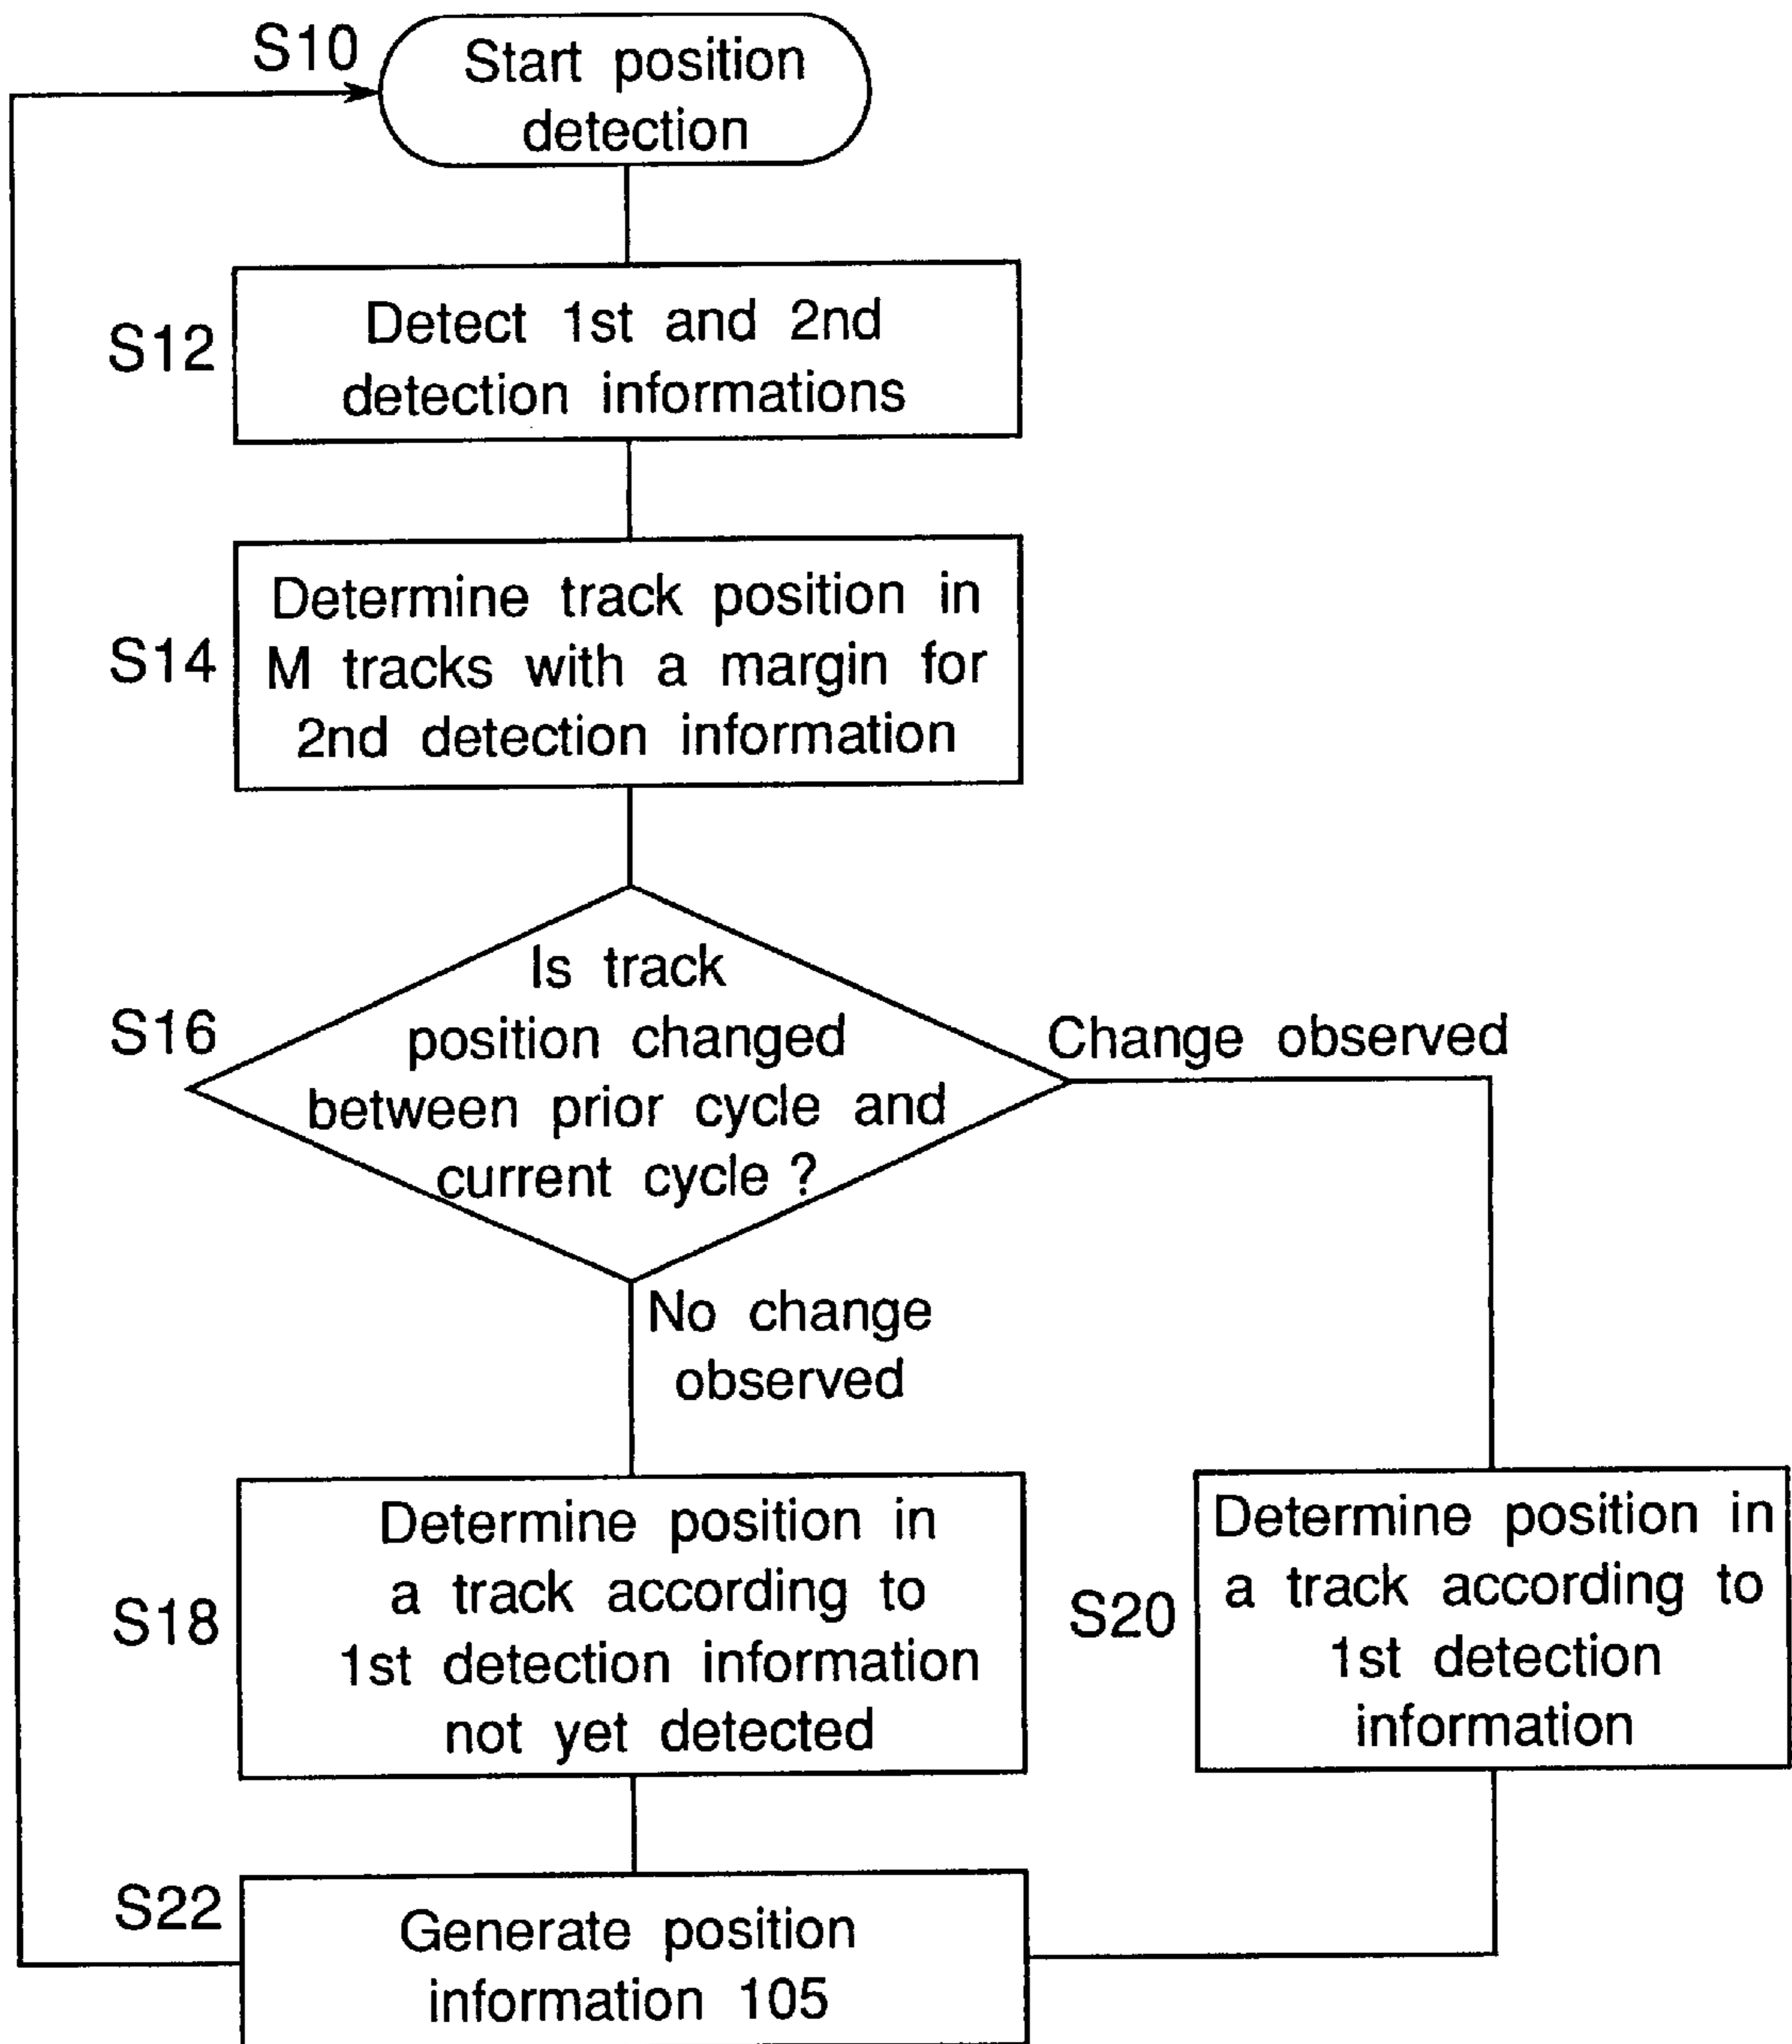 S10
Start position
detection
S12
Detect 1st and 2nd
detection informations
S14
Determine track position in
M tracks with a margin for
2nd detection information
S16
Is track
position changed
between prior cycle and
current cycle ?
Change observed
No change
observed
S18
Determine position in
a track according to
1st detection information
not yet detected
S20
Determine position in
a track according to
1st detection
information
S22
Generate position
information 105